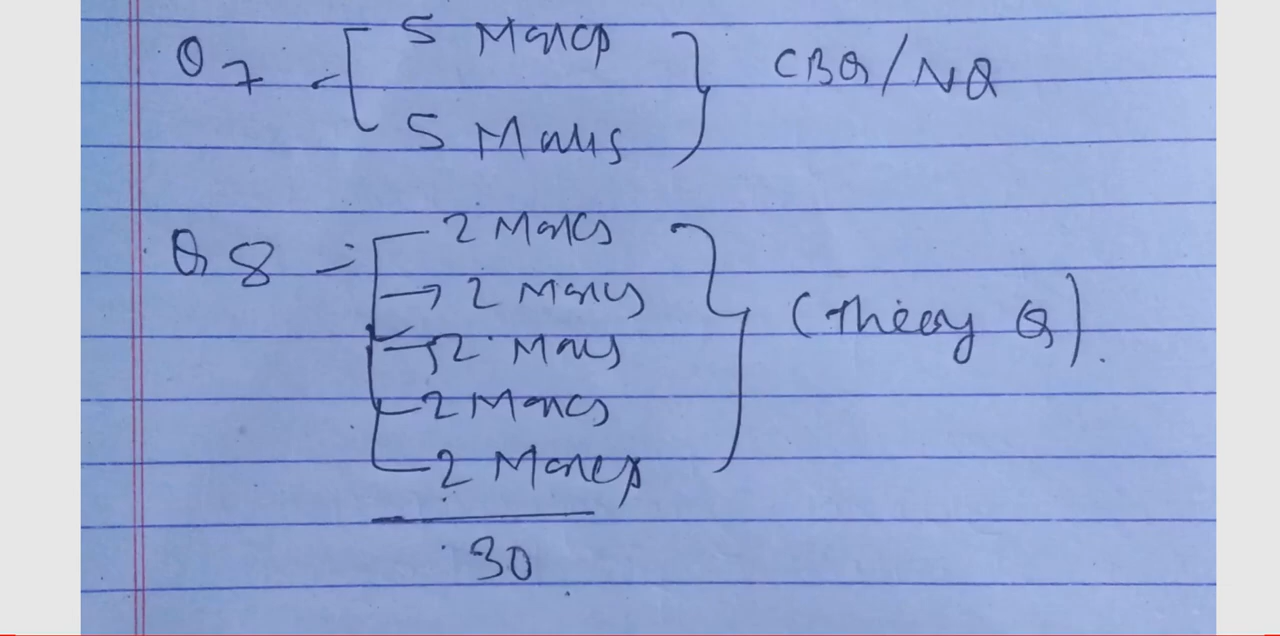 Q7 - 5 Marks
5 Marks
CBQ/NQ
Q8 = 2 Marks
→ 2 Marks
→ 2 Marks
2 Marks
2 Marks
(Theory Q).
30